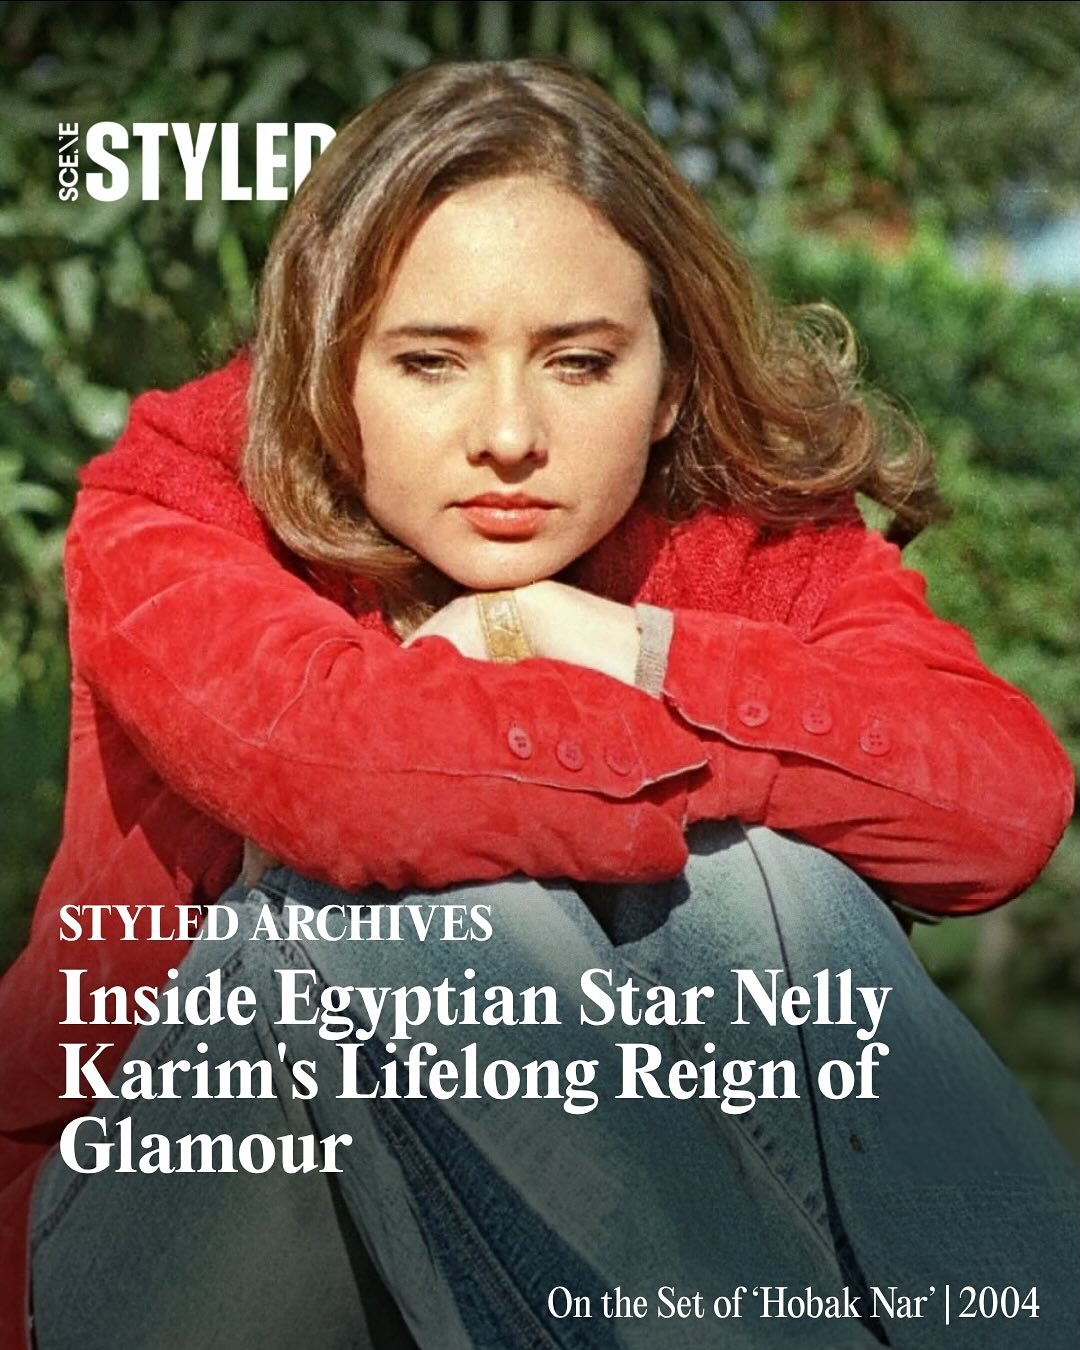 SCENE
STYLED
STYLED ARCHIVES
Inside Egyptian Star Nelly
Karim's Lifelong Reign of
Glamour
On the Set of ‘Hobak Nar’ | 2004